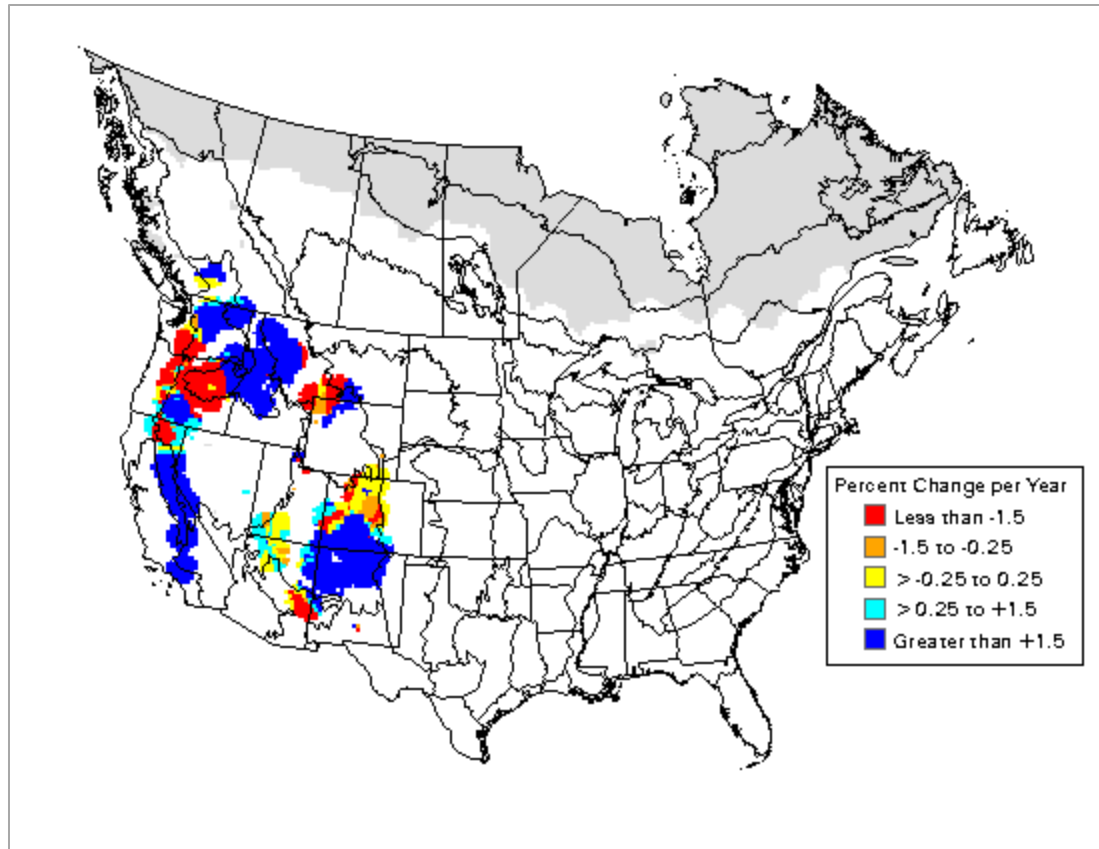 Percent Change per Year
Less than -1.5
-1.5 to -0.25
> -0.25 to 0.25
> 0.25 to +1.5
Greater than +1.5